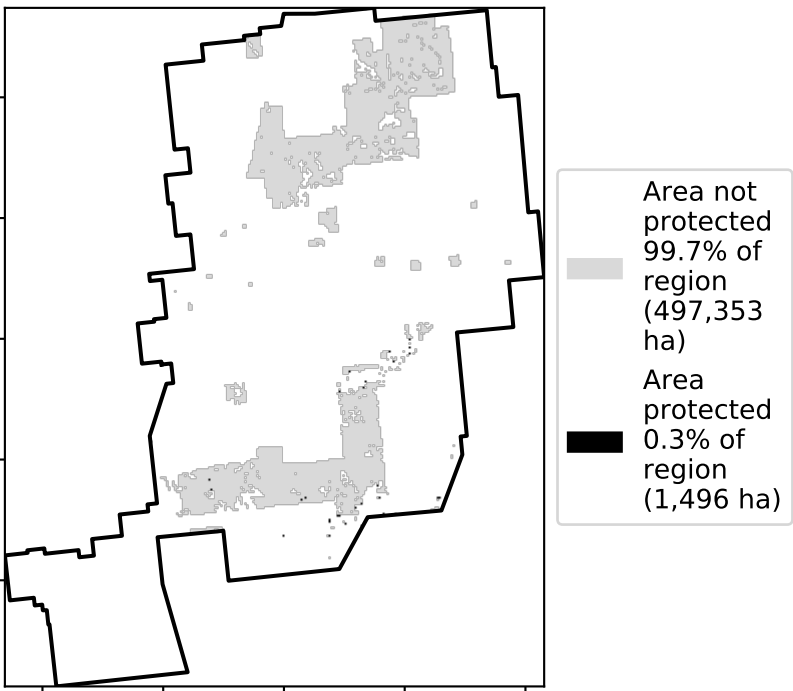 Area not
protected
99.7% of
region
(497,353
ha)
Area
protected
0.3% of
region
(1,496 ha)